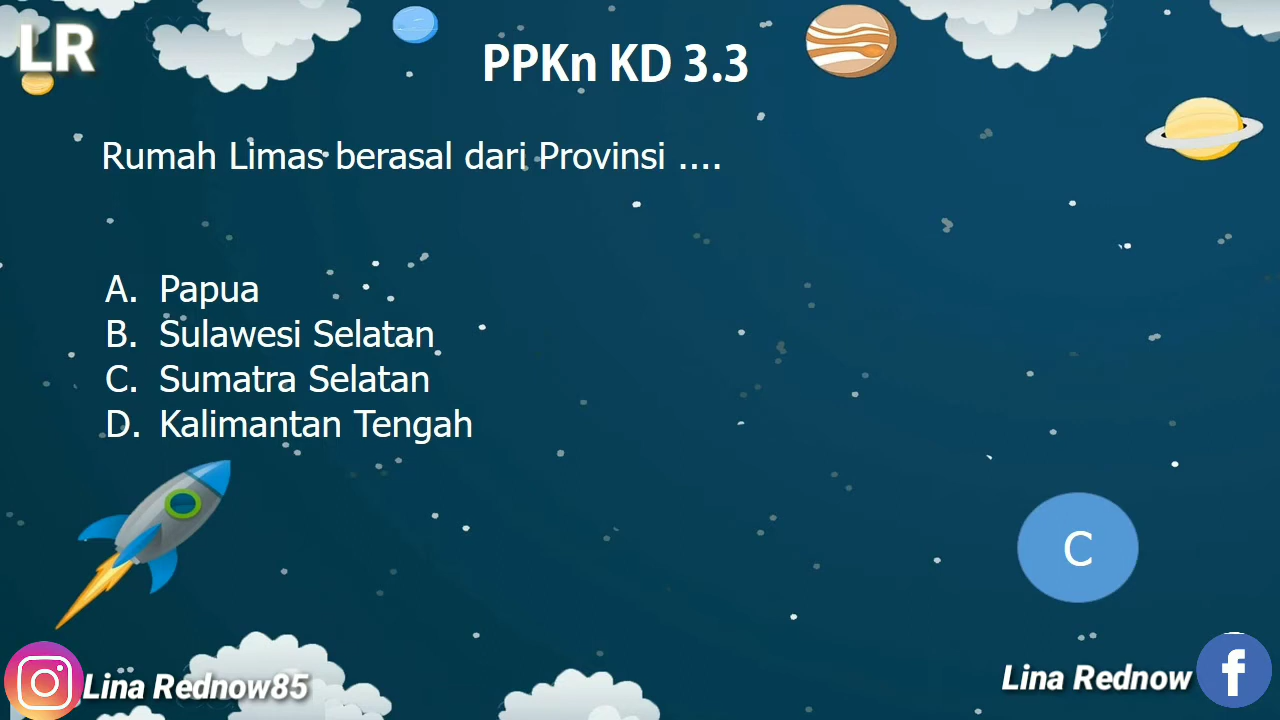 LR
PPKn KD 3.3
Rumah Limas berasal dari Provinsi ....
A. Papua
B. Sulawesi Selatan
C. Sumatra Selatan
D. Kalimantan Tengah
C
Lina Rednow85
Lina Rednow f